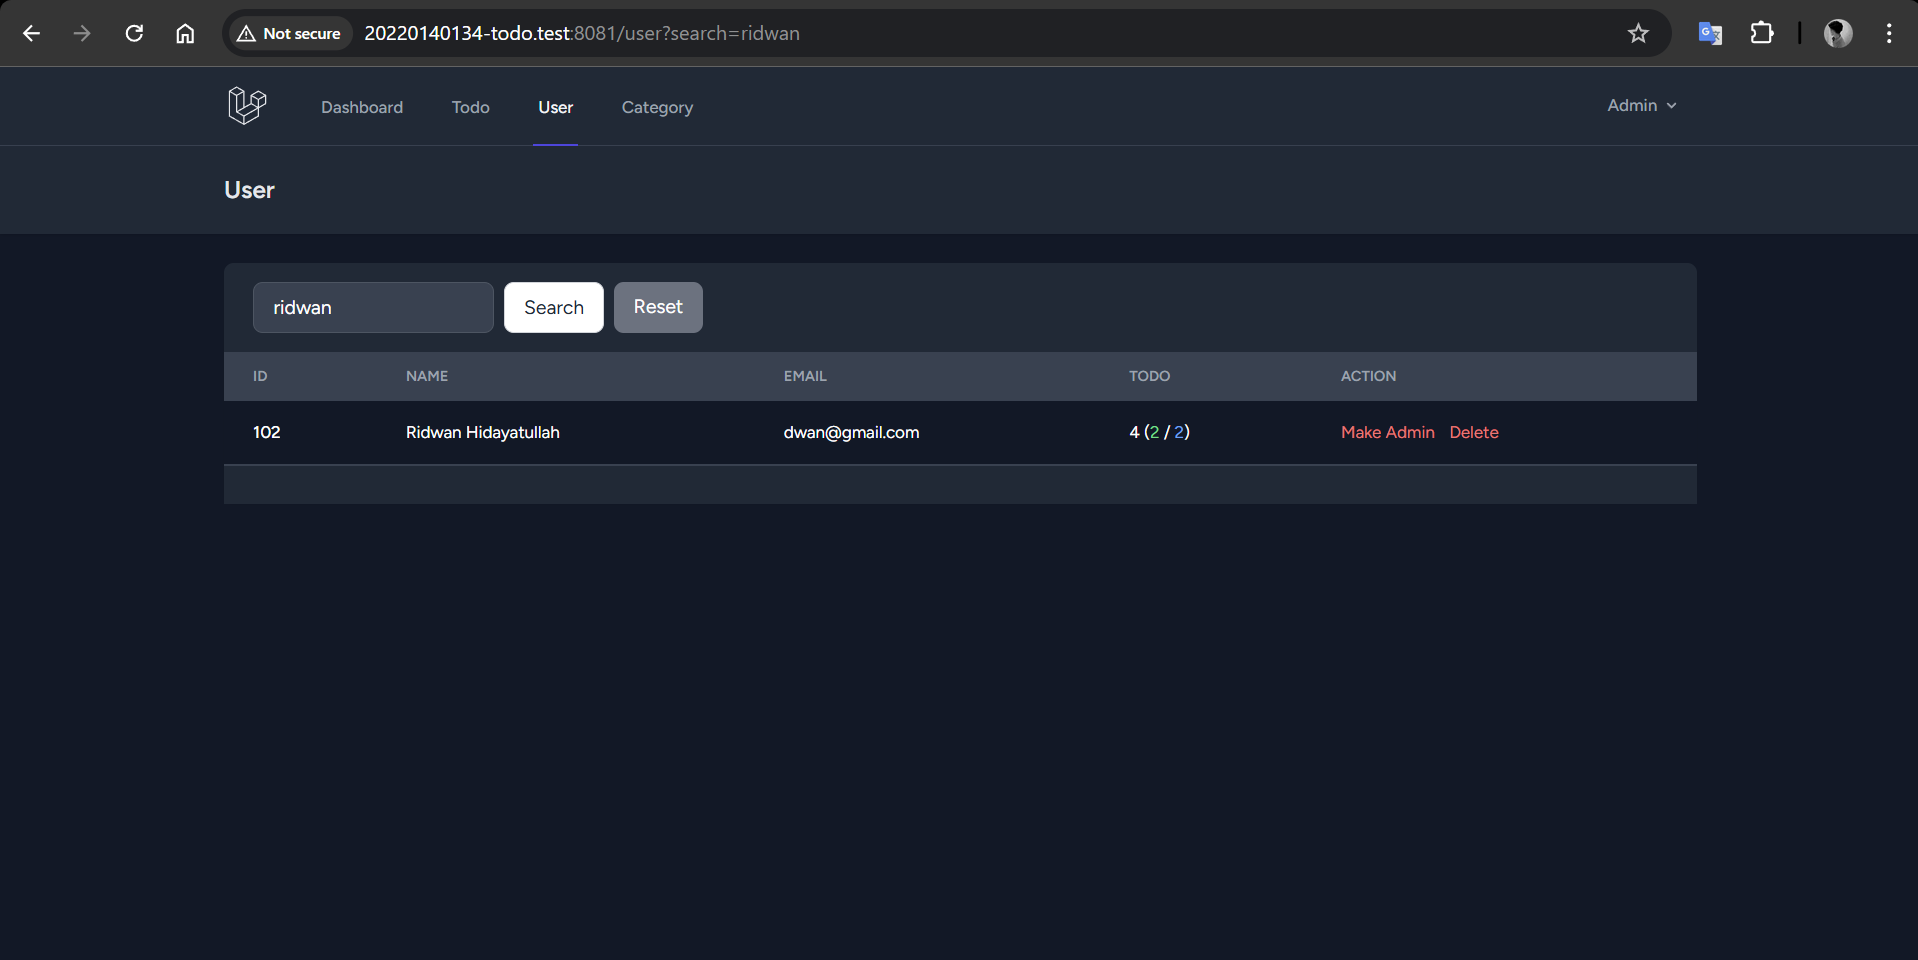 Not secure 20220140134-todo.test:8081/user?search=ridwan
Dashboard Todo User Category Admin
User
ridwan Search Reset
ID NAME EMAIL TODO ACTION
102 Ridwan Hidayatullah dwan@gmail.com 4 (2 / 2) Make Admin Delete